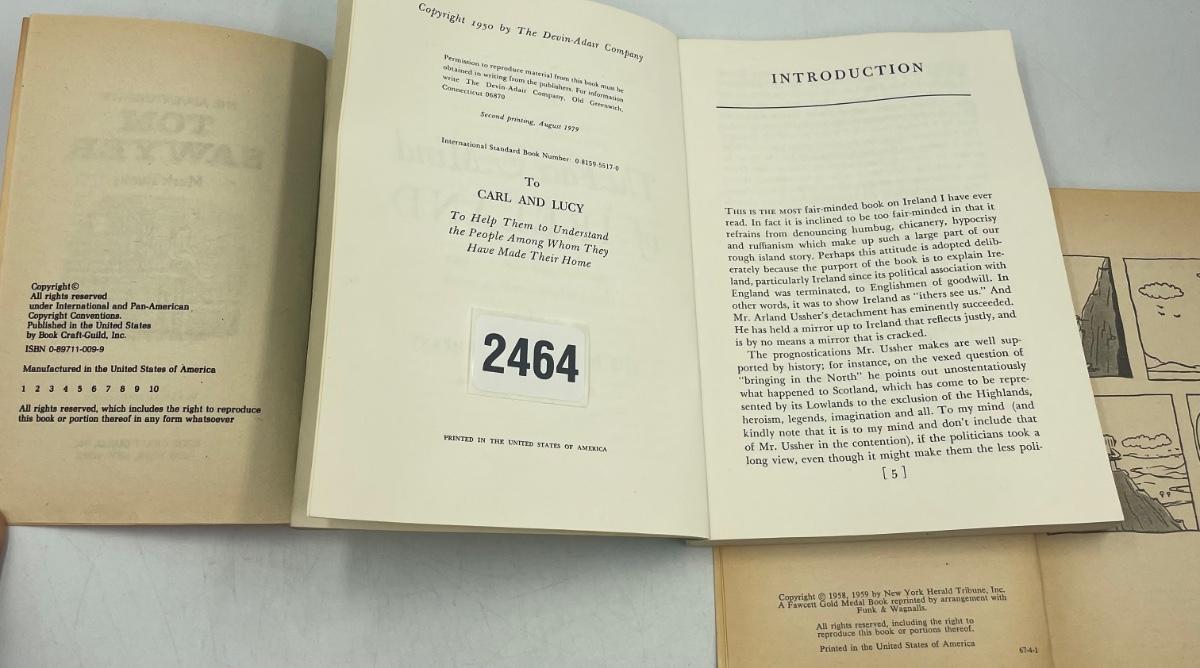 TOM
SAWYER
Copyright ©
All rights reserved
under International and Pan-American
Copyright Conventions.
Published in the United States
by Book Craft-Guild, Inc.
ISBN 0-89711-009-9
Manufactured in the United States of America
1 2 3 4 5 6 7 8 9 10
All rights reserved, which includes the right to reproduce
this book or portion thereof in any form whatsoever
Copyright 1950 by The Devin-Adair Company
Permission to reproduce material from this book must be
obtained in writing from the publishers. For information
write The Devin-Adair Company, Old Greenwich,
Connecticut 06870
Second printing, August 1979
International Standard Book Number: 0-8159-5517-0
To
CARL AND LUCY
To Help Them to Understand
the People Among Whom They
Have Made Their Home
2464
PRINTED IN THE UNITED STATES OF AMERICA
INTRODUCTION
THIS IS THE MOST fair-minded book on Ireland I have ever
read. In fact it is inclined to be too fair-minded in that it
refrains from denouncing humbug, chicanery, hypocrisy
and ruffianism which make up such a large part of our
rough island story. Perhaps this attitude is adopted delib-
erately because the purport of the book is to explain Ire-
land, particularly Ireland since its political association with
England was terminated, to Englishmen of goodwill. In
other words, it was to show Ireland as "ithers see us." And
Mr. Arland Ussher's detachment has eminently succeeded.
He has held a mirror up to Ireland that reflects justly, and
is by no means a mirror that is cracked.
The prognostications Mr. Ussher makes are well sup-
ported by history; for instance, on the vexed question of
"bringing in the North" he points out unostentatiously
what happened to Scotland, which has come to be repre-
sented by its Lowlands to the exclusion of the Highlands,
heroism, legends, imagination and all. To my mind (and
kindly note that it is to my mind and don't include that
of Mr. Ussher in the contention), if the politicians took a
long view, even though it might make them the less poli-
[ 5 ]
Copyright © 1958, 1959 by New York Herald Tribune, Inc.
A Fawcett Gold Medal Book reprinted by arrangement with
Funk & Wagnalls.
All rights reserved, including the right to
reproduce this book or portions thereof.
Printed in the United States of America
67-4-1